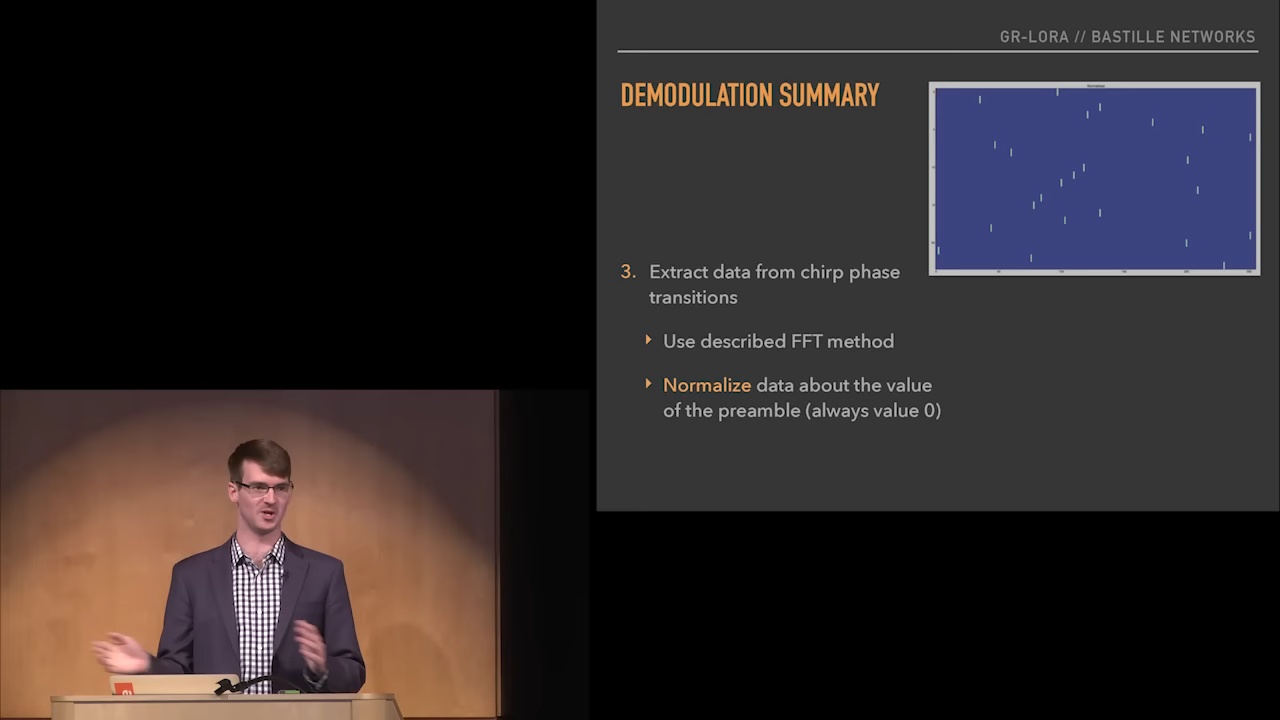 GR-LORA // BASTILLE NETWORKS
DEMODULATION SUMMARY
3. Extract data from chirp phase
transitions
Use described FFT method
Normalize data about the value
of the preamble (always value 0)